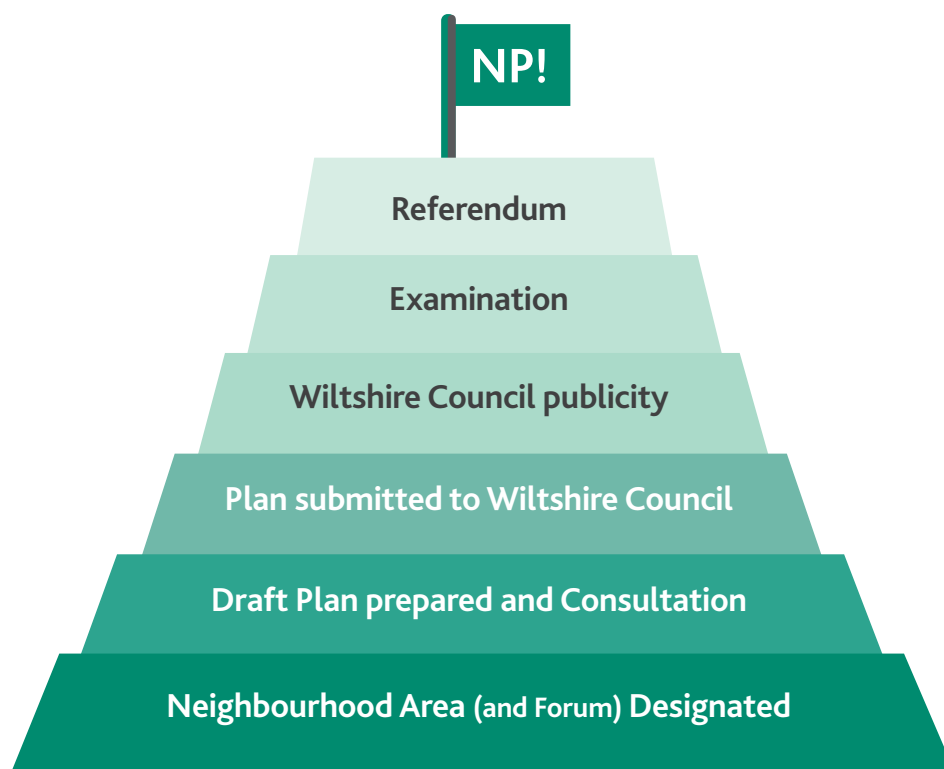 NP!
Referendum
Examination
Wiltshire Council publicity
Plan submitted to Wiltshire Council
Draft Plan prepared and Consultation
Neighbourhood Area (and Forum) Designated